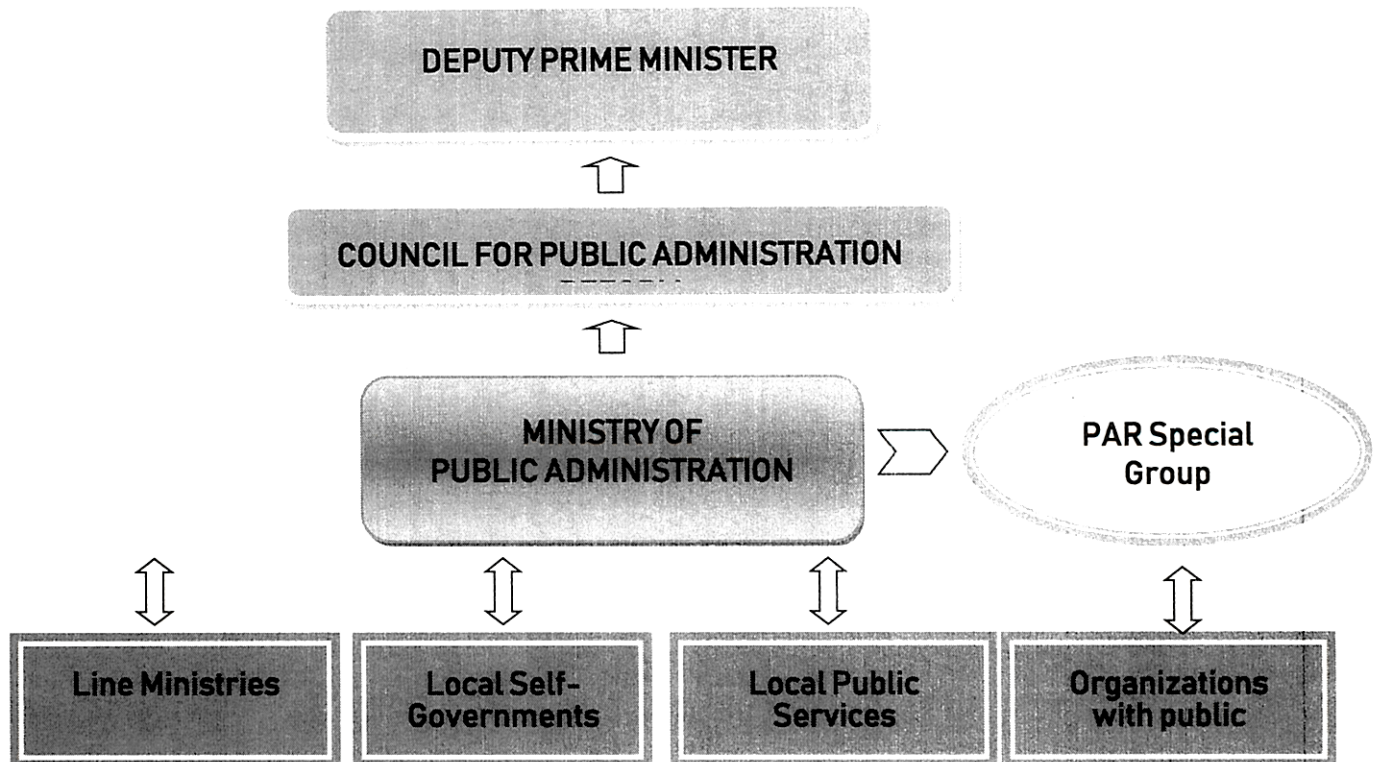 DEPUTY PRIME MINISTER
COUNCIL FOR PUBLIC ADMINISTRATION
MINISTRY OF
PUBLIC ADMINISTRATION
PAR Special
Group
Line Ministries
Local Self-
Governments
Local Public
Services
Organizations
with public